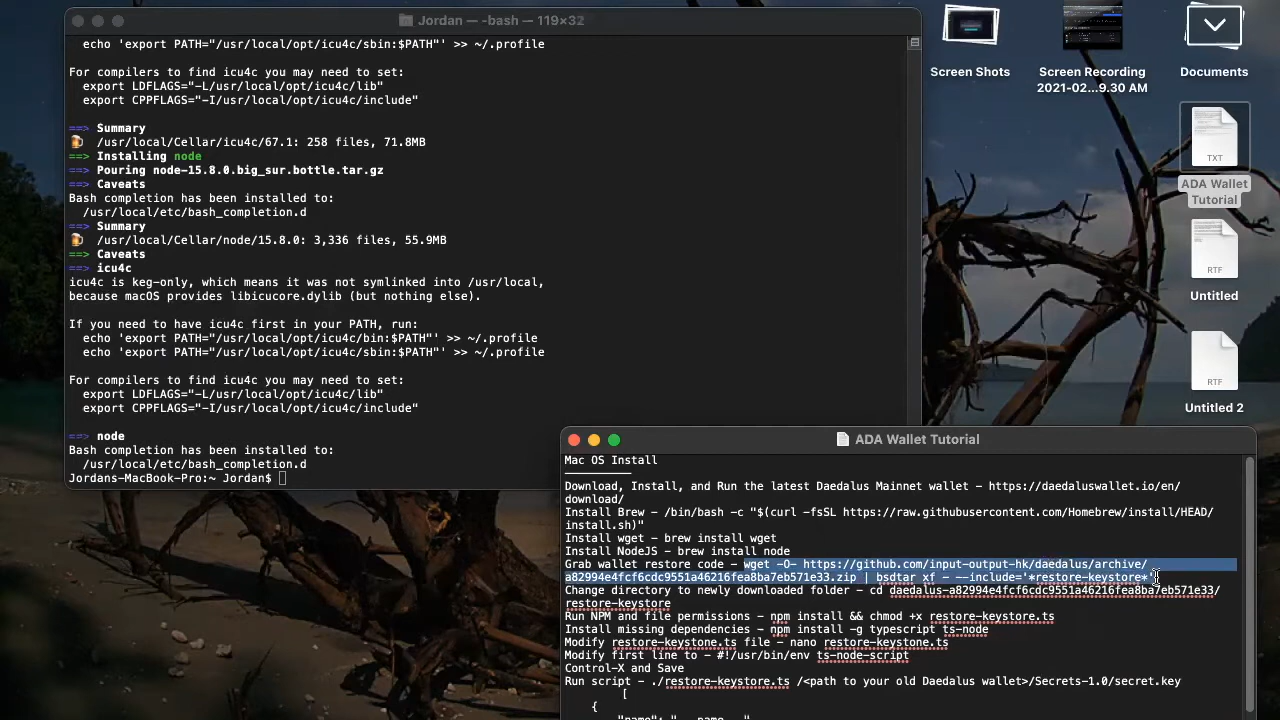 Jordan — -bash — 119×32
echo 'export PATH="/usr/local/opt/icu4c/sbin:$PATH"' >> ~/.profile
For compilers to find icu4c you may need to set:
export LDFLAGS="-L/usr/local/opt/icu4c/lib"
export CPPFLAGS="-I/usr/local/opt/icu4c/include"
==> Summary
/usr/local/Cellar/icu4c/67.1: 258 files, 71.8MB
==> Installing node
==> Pouring node-15.8.0.big_sur.bottle.tar.gz
==> Caveats
Bash completion has been installed to:
/usr/local/etc/bash_completion.d
==> Summary
/usr/local/Cellar/node/15.8.0: 3,333 files, 55.9MB
==> Caveats
==> icu4c
icu4c is keg-only, which means it was not symlinked into /usr/local,
because macOS provides libicucore.dylib (but nothing else).
If you need to have icu4c first in your PATH, run:
echo 'export PATH="/usr/local/opt/icu4c/bin:$PATH"' >> ~/.profile
echo 'export PATH="/usr/local/opt/icu4c/sbin:$PATH"' >> ~/.profile
For compilers to find icu4c you may need to set:
export LDFLAGS="-L/usr/local/opt/icu4c/lib"
export CPPFLAGS="-I/usr/local/opt/icu4c/include"
==> node
Bash completion has been installed to:
/usr/local/etc/bash_completion.d
Jordans-MacBook-Pro:~ Jordan$
Screen Shots
Screen Recording
2021-02...9.30 AM
Documents
TXT
ADA Wallet
Tutorial
RTF
Untitled
RTF
Untitled 2
ADA Wallet Tutorial
Mac OS Install
Download, Install, and Run the latest Daedalus Mainnet wallet – https://daedaluswallet.io/en/
download/
Install Brew – /bin/bash -c "$(curl -fsSL https://raw.githubusercontent.com/Homebrew/install/HEAD/
install.sh)"
Install wget – brew install wget
Install NodeJS – brew install node
Grab wallet restore code – wget -O- https://github.com/input-output-hk/daedalus/archive/
a82994e4fcf6cdc9551a46216fea8ba7eb571e33.zip | bsdtar xf - --include='*restore-keystore*'
Change directory to newly downloaded folder – cd daedalus-a82994e4fcf6cdc9551a46216fea8ba7eb571e33/
restore-keystore
Run NPM and file permissions – npm install && chmod +x restore-keystore.ts
Install missing dependencies – npm install -g typescript ts-node
Modify restore-keystone.ts file – nano restore-keystone.ts
Modify first line to – #!/usr/bin/env ts-node-script
Control-X and Save
Run script – ./restore-keystore.ts /<path to your old Daedalus wallet>/Secrets-1.0/secret.key
[
{